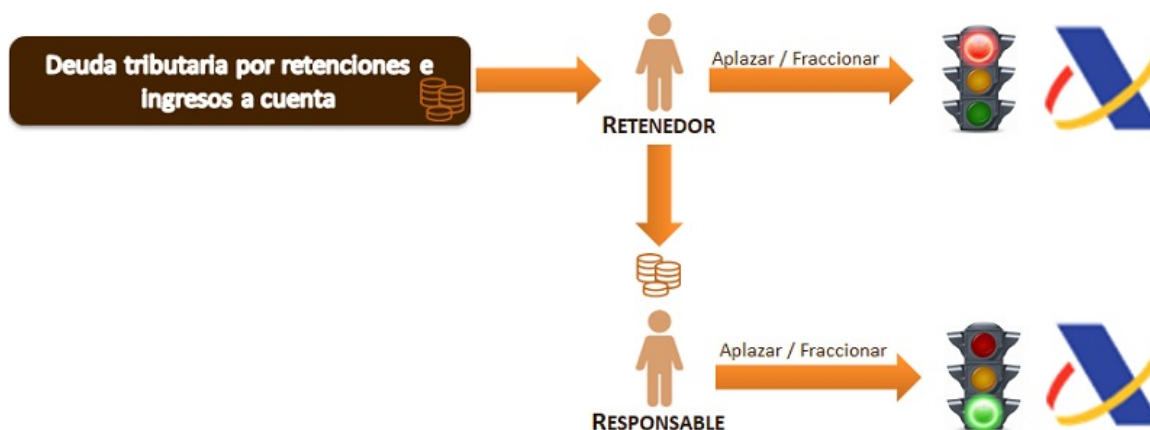 Deuda tributaria por retenciones e
ingresos a cuenta
Aplazar / Fraccionar
RETENEDOR
Aplazar / Fraccionar
RESPONSABLE